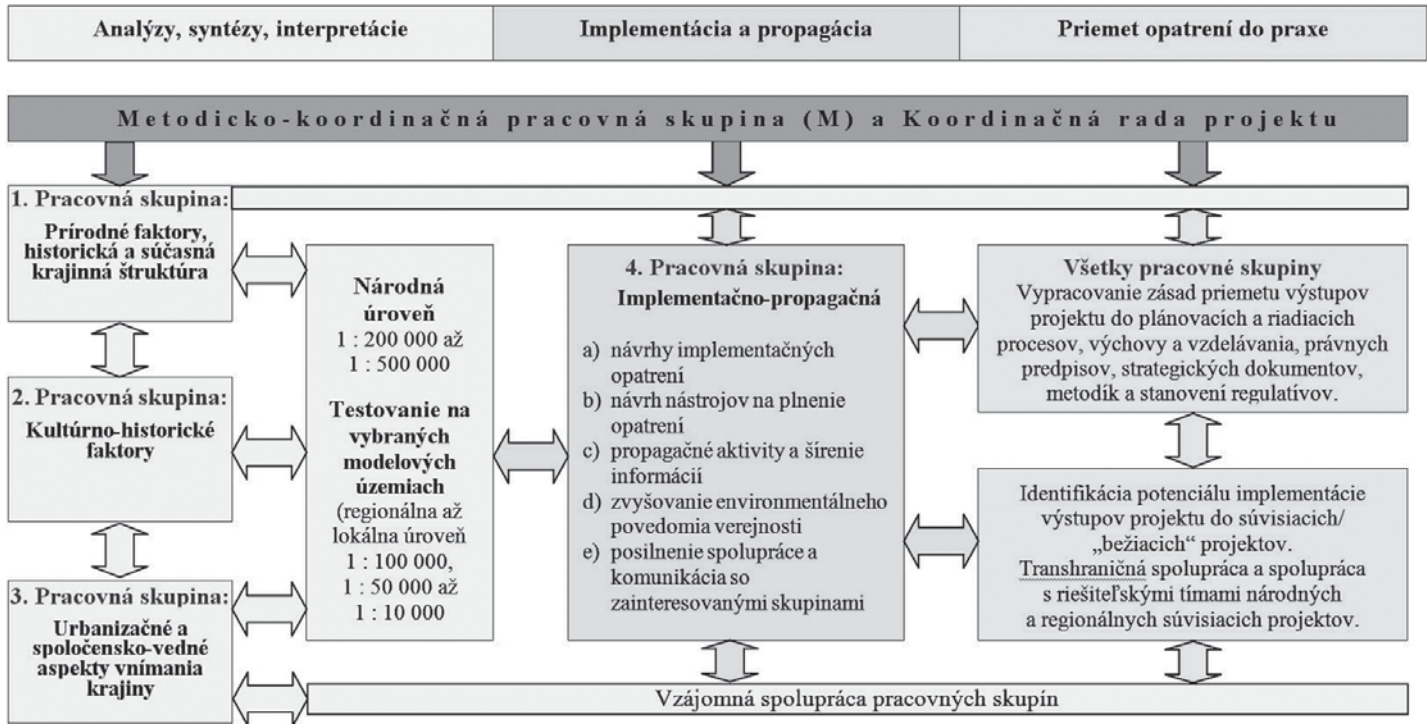 Analýzy, syntézy, interpretácie
Implementácia a propagácia
Priemet opatrení do praxe
Metodicko-koordinačná pracovná skupina (M) a Koordinačná rada projektu
1. Pracovná skupina:
Prírodné faktory,
historická a súčasná
krajinná štruktúra
2. Pracovná skupina:
Kultúrno-historické
faktory
3. Pracovná skupina:
Urbanizačné a
spoločensko-vedné
aspekty vnímania
krajiny
Národná
úroveň
1 : 200 000 až
1 : 500 000
Testovanie na
vybraných
modelových
územiach
(regionálna až
lokálna úroveň
1 : 100 000,
1 : 50 000 až
1 : 10 000
4. Pracovná skupina:
Implementačno-propagačná
a) návrhy implementačných
opatrení
b) návrh nástrojov na plnenie
opatrení
c) propagačné aktivity a šírenie
informácií
d) zvyšovanie environmentálneho
povedomia verejnosti
e) posilnenie spolupráce a
komunikácia so
zainteresovanými skupinami
Všetky pracovné skupiny
Vypracovanie zásad priemetu výstupov
projektu do plánovacích a riadiacich
procesov, výchovy a vzdelávania, právnych
predpisov, strategických dokumentov,
metodík a stanovení regulatívov.
Identifikácia potenciálu implementácie
výstupov projektu do súvisiacich/
„bežiacich“ projektov.
Transhraničná spolupráca a spolupráca
s riešiteľskými tímami národných
a regionálnych súvisiacich projektov.
Vzájomná spolupráca pracovných skupín